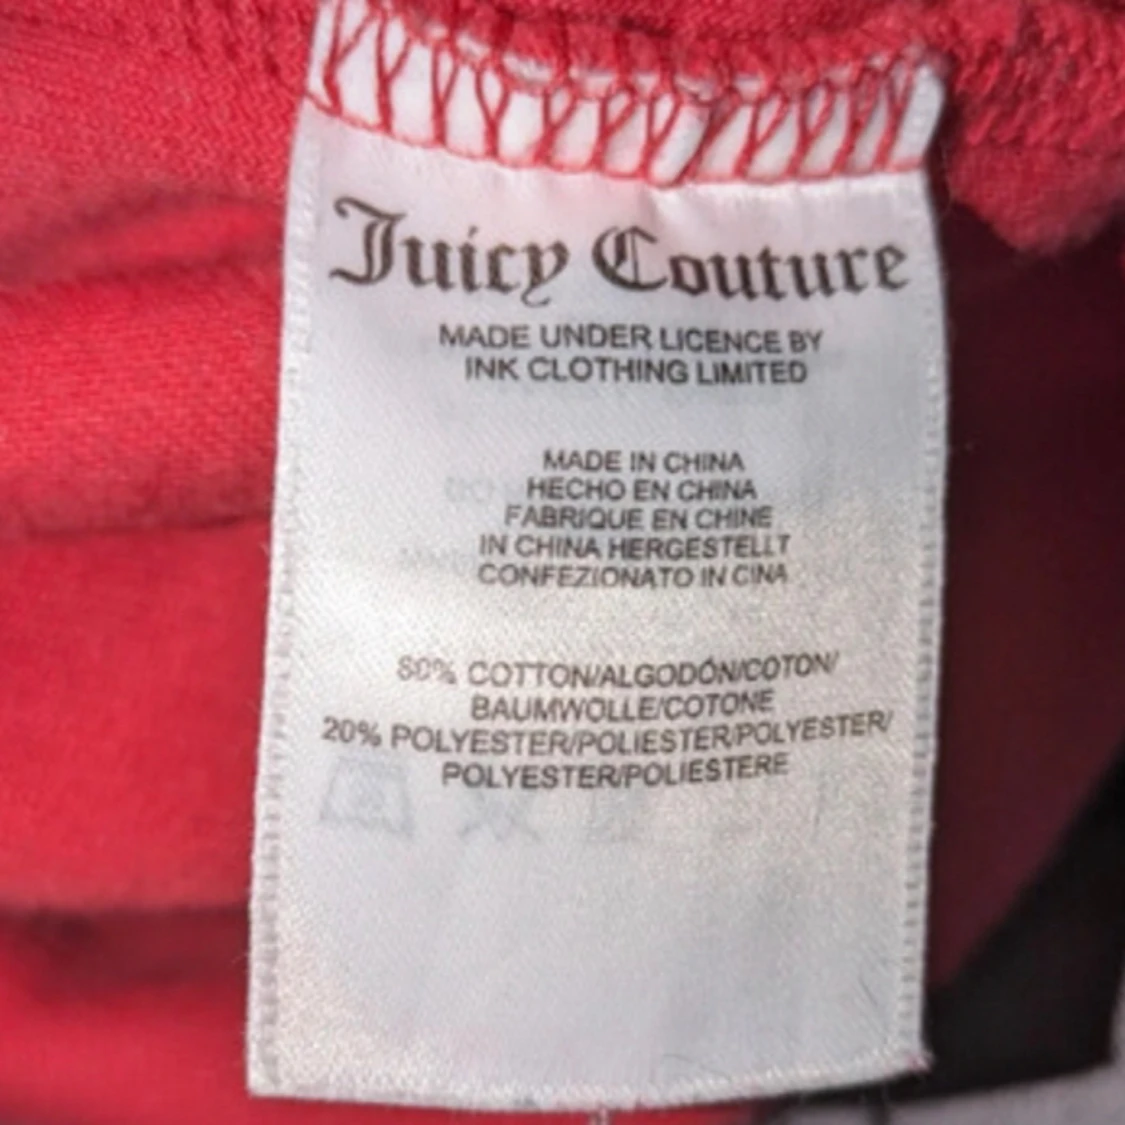 Juicy Couture
MADE UNDER LICENCE BY
INK CLOTHING LIMITED
MADE IN CHINA
HECHO EN CHINA
FABRIQUE EN CHINE
IN CHINA HERGESTELLT
CONFEZIONATO IN CINA
80% COTTON/ALGODÓN/COTON/
BAUMWOLLE/COTONE
20% POLYESTER/POLIESTER/POLYESTER/
POLYESTER/POLIESTERE